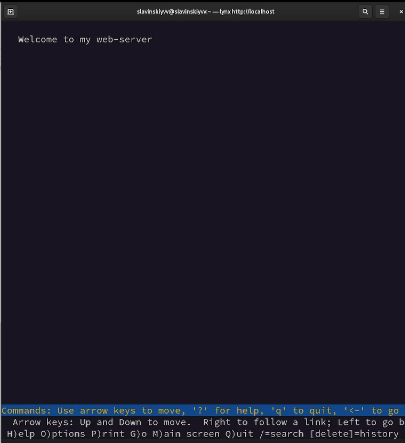 slavinskiyvv@slavinskiyvv:~ — lynx http://localhost
Welcome to my web-server
Commands: Use arrow keys to move, '?' for help, 'q' to quit, '<-' to go
Arrow keys: Up and Down to move.  Right to follow a link; Left to go b
H)elp O)ptions P)rint G)o M)ain screen Q)uit /=search [delete]=history